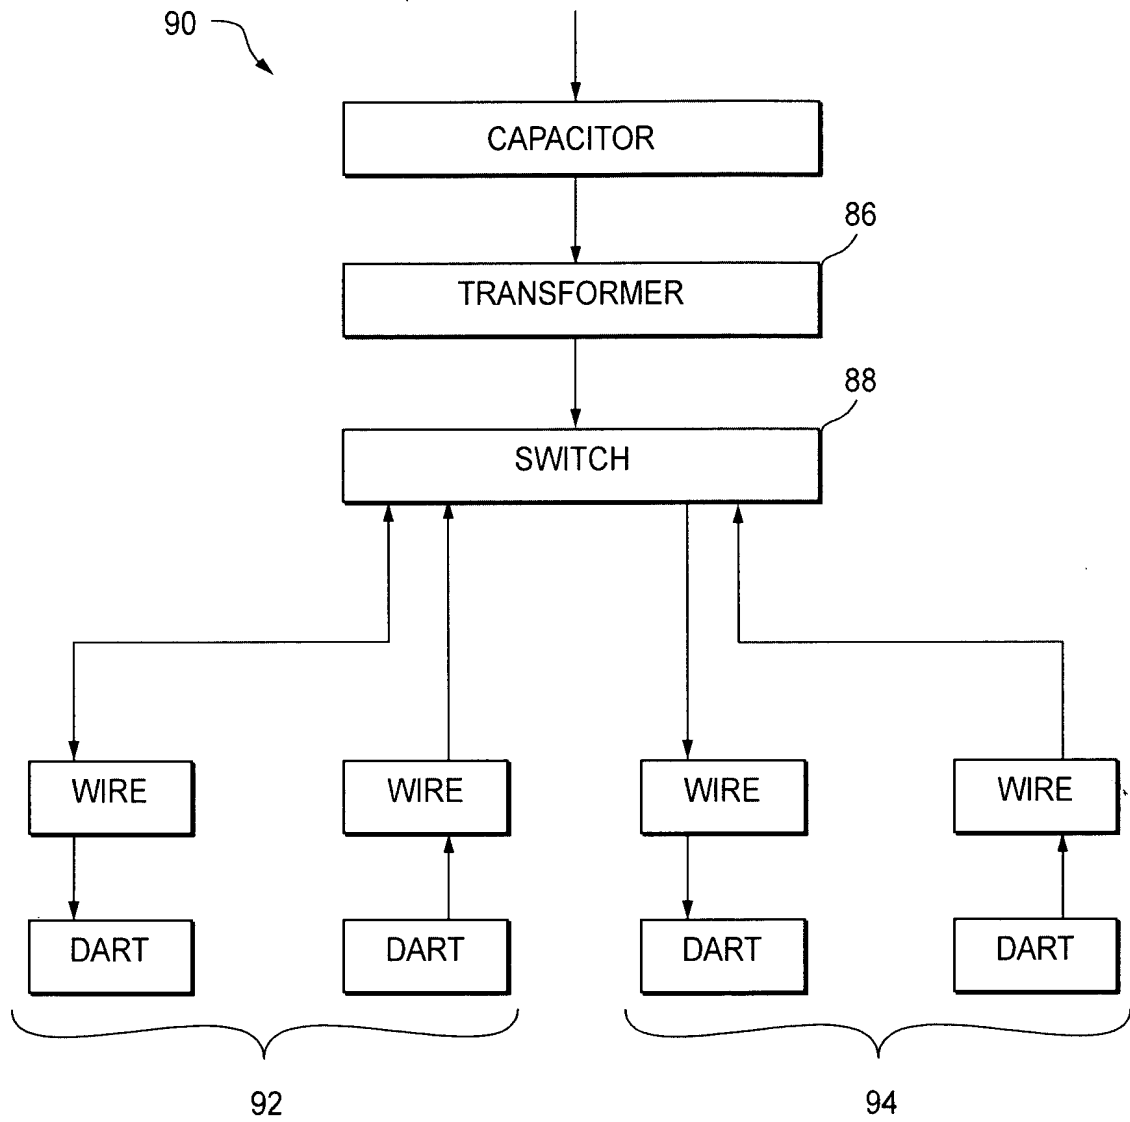 90
CAPACITOR
86
TRANSFORMER
88
SWITCH
WIRE WIRE WIRE WIRE
DART DART DART DART
92 94